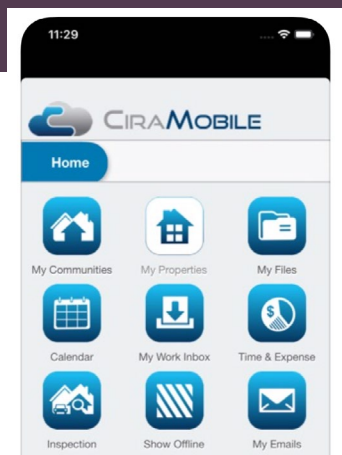 11:29
CIRAMOBILE
Home
My Communities
My Properties
My Files
Calendar
My Work Inbox
Time & Expense
Inspection
Show Offline
My Emails